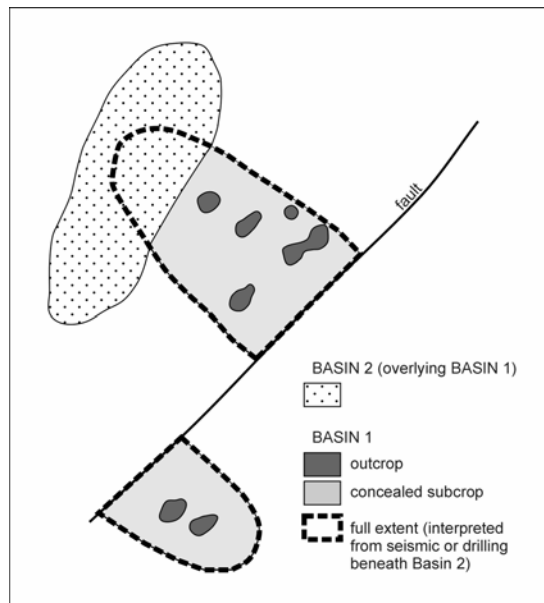 fault
BASIN 2 (overlying BASIN 1)
BASIN 1
outcrop
concealed subcrop
full extent (interpreted
from seismic or drilling
beneath Basin 2)